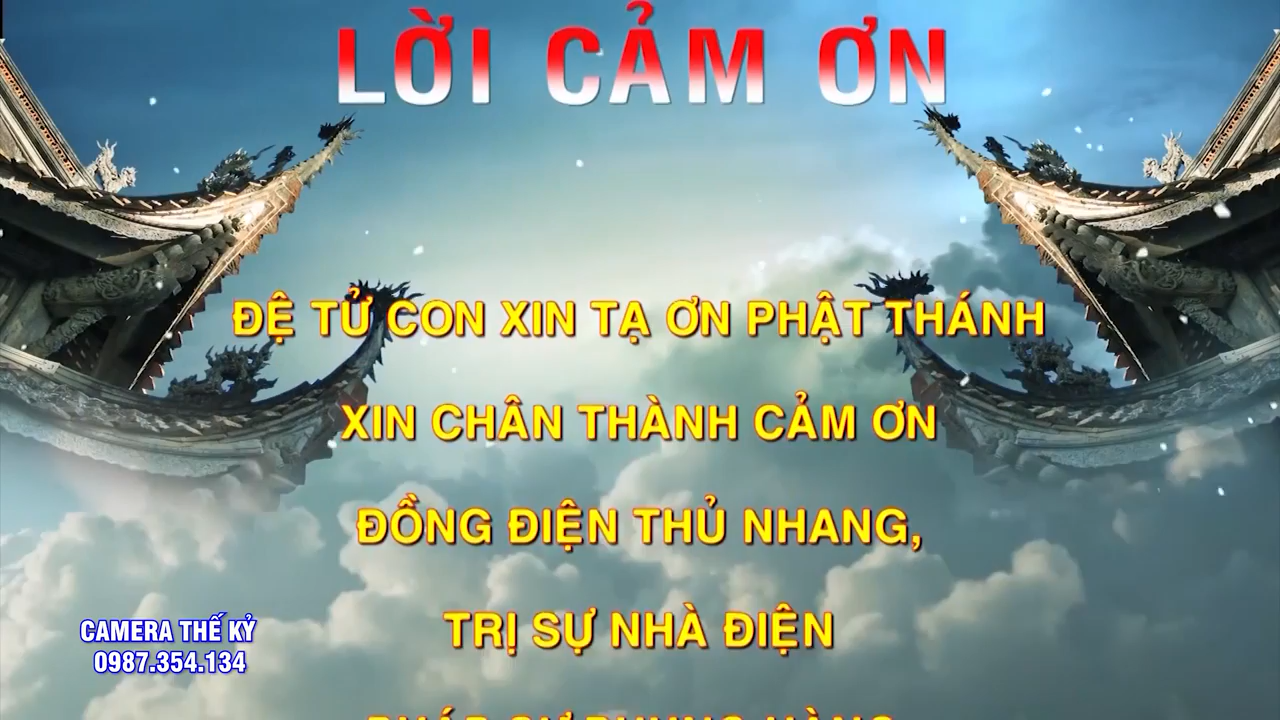 LỜI CẢM ƠN
ĐỆ TỬ CON XIN TẠ ƠN PHẬT THÁNH
XIN CHÂN THÀNH CẢM ƠN
ĐỒNG ĐIỆN THỦ NHANG,
TRỊ SỰ NHÀ ĐIỆN
CAMERA THẾ KỶ
0987.354.134